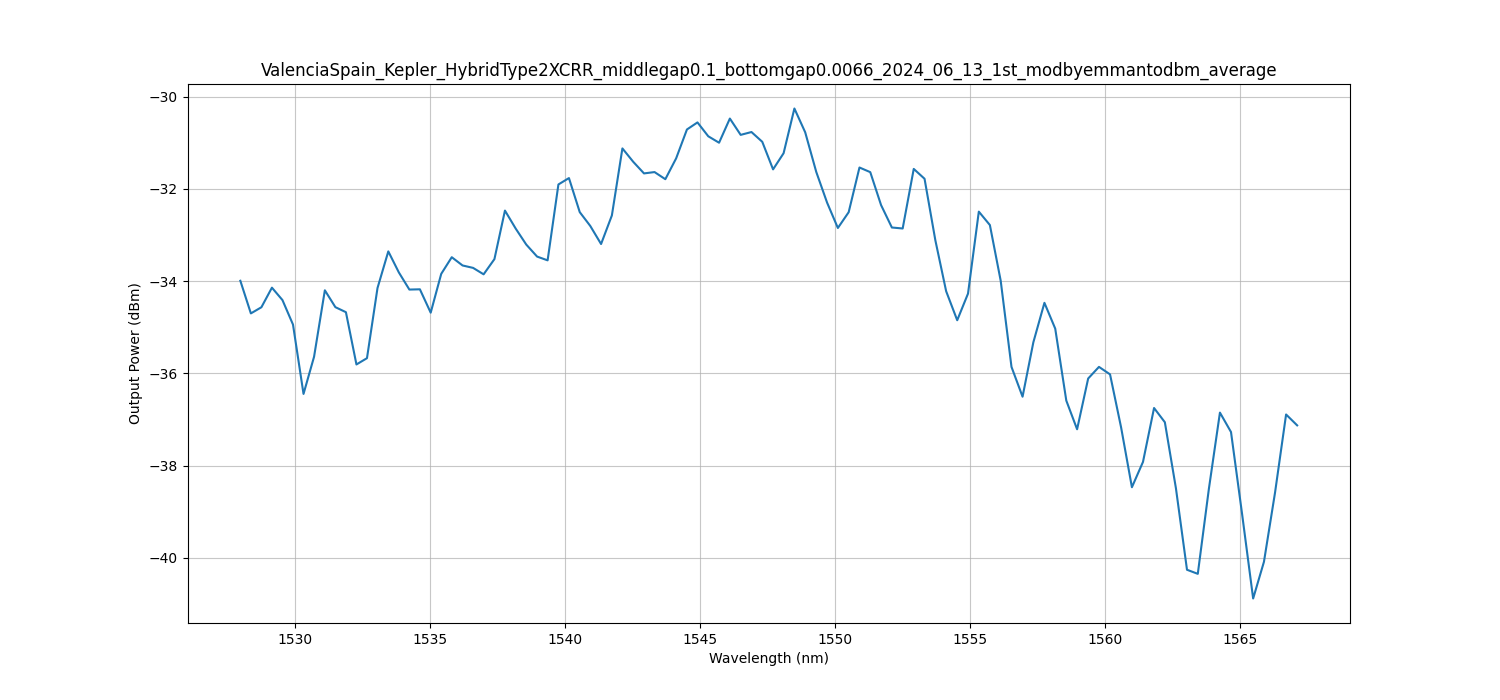 ValenciaSpain_Kepler_HybridType2XCRR_middlegap0.1_bottomgap0.0066_2024_06_13_1st_modbyemmantodbm_average
−30
−32
−34
−36
−38
−40
Output Power (dBm)
1530 1535 1540 1545 1550 1555 1560 1565
Wavelength (nm)